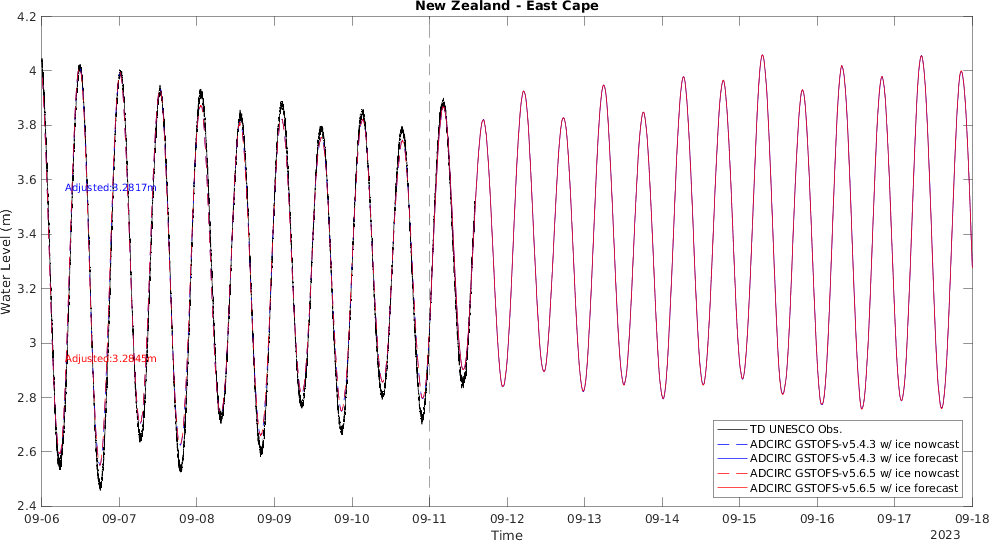 New Zealand - East Cape
4.2
4
3.8
3.6
3.4
3.2
3
2.8
2.6
2.4
Water Level (m)
Adjusted:3.2817m
Adjusted:3.2845m
TD UNESCO Obs.
ADCIRC GSTOFS-v5.4.3 w/ ice nowcast
ADCIRC GSTOFS-v5.4.3 w/ ice forecast
ADCIRC GSTOFS-v5.6.5 w/ ice nowcast
ADCIRC GSTOFS-v5.6.5 w/ ice forecast
09-06 09-07 09-08 09-09 09-10 09-11 09-12 09-13 09-14 09-15 09-16 09-17 09-18
Time
2023